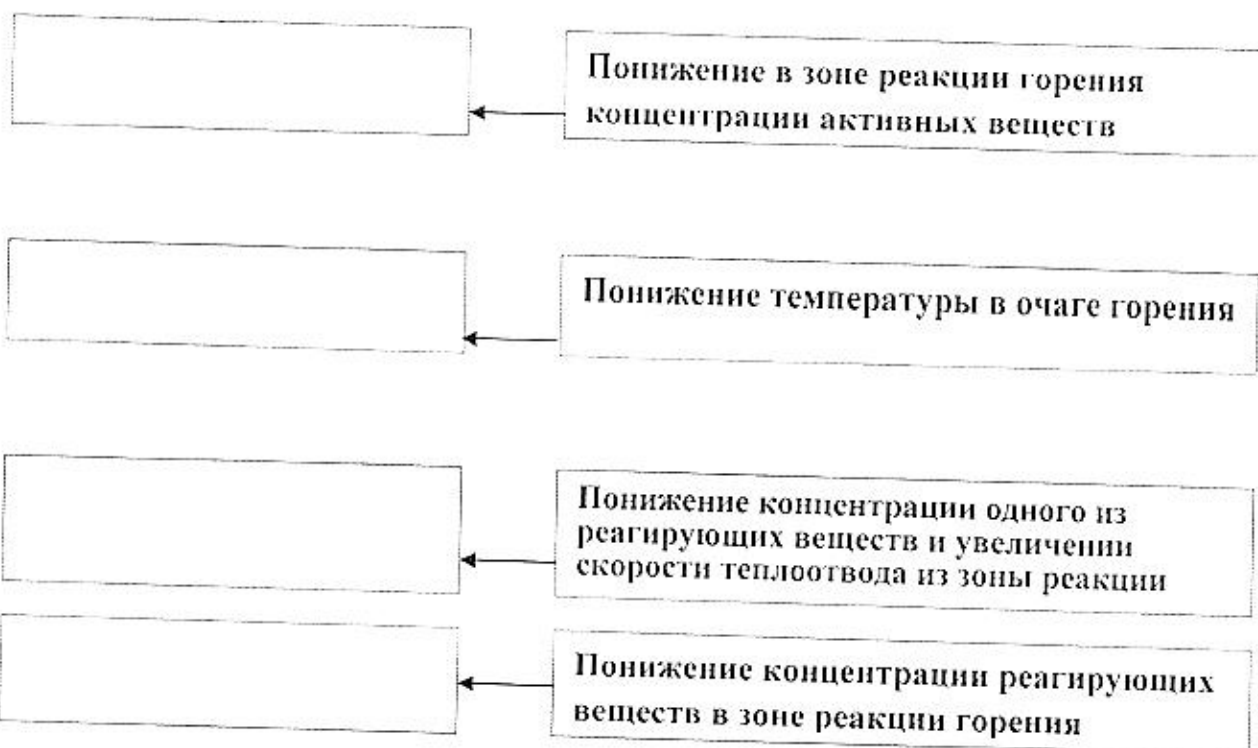 Понижение в зоне реакции горения
концентрации активных веществ
Понижение температуры в очаге горения
Понижение концентрации одного из
реагирующих веществ и увеличении
скорости теплоотвода из зоны реакции
Понижение концентрации реагирующих
веществ в зоне реакции горения